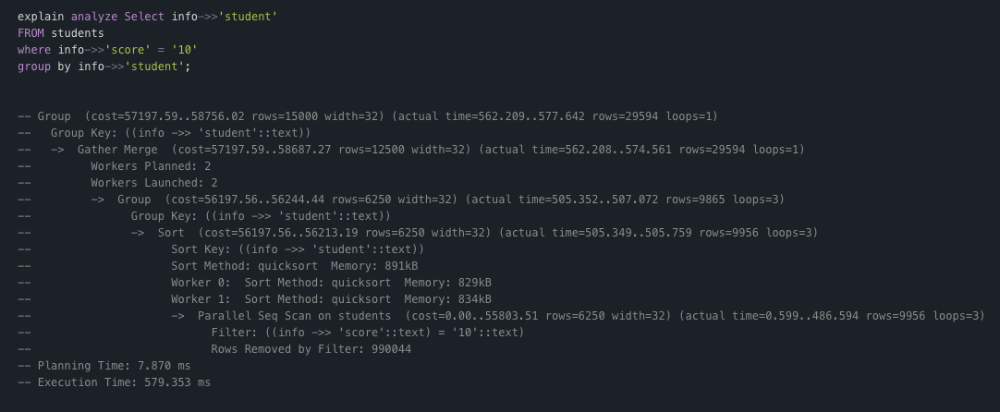 explain analyze Select info->>'student'
FROM students
where info->>'score' = '10'
group by info->>'student';
-- Group  (cost=57197.59..58756.02 rows=15000 width=32) (actual time=562.209..577.642 rows=29594 loops=1)
--   Group Key: ((info ->> 'student'::text))
--   ->  Gather Merge  (cost=57197.59..58687.27 rows=12500 width=32) (actual time=562.208..574.561 rows=29594 loops=1)
--         Workers Planned: 2
--         Workers Launched: 2
--         ->  Group  (cost=56197.56..56244.44 rows=6250 width=32) (actual time=505.352..507.072 rows=9865 loops=3)
--               Group Key: ((info ->> 'student'::text))
--               ->  Sort  (cost=56197.56..56213.19 rows=6250 width=32) (actual time=505.349..505.759 rows=9956 loops=3)
--                     Sort Key: ((info ->> 'student'::text))
--                     Sort Method: quicksort  Memory: 891kB
--                     Worker 0:  Sort Method: quicksort  Memory: 829kB
--                     Worker 1:  Sort Method: quicksort  Memory: 834kB
--                     ->  Parallel Seq Scan on students  (cost=0.00..55803.51 rows=6250 width=32) (actual time=0.599..486.594 rows=9956 loops=3)
--                           Filter: ((info ->> 'score'::text) = '10'::text)
--                           Rows Removed by Filter: 990044
-- Planning Time: 7.870 ms
-- Execution Time: 579.353 ms